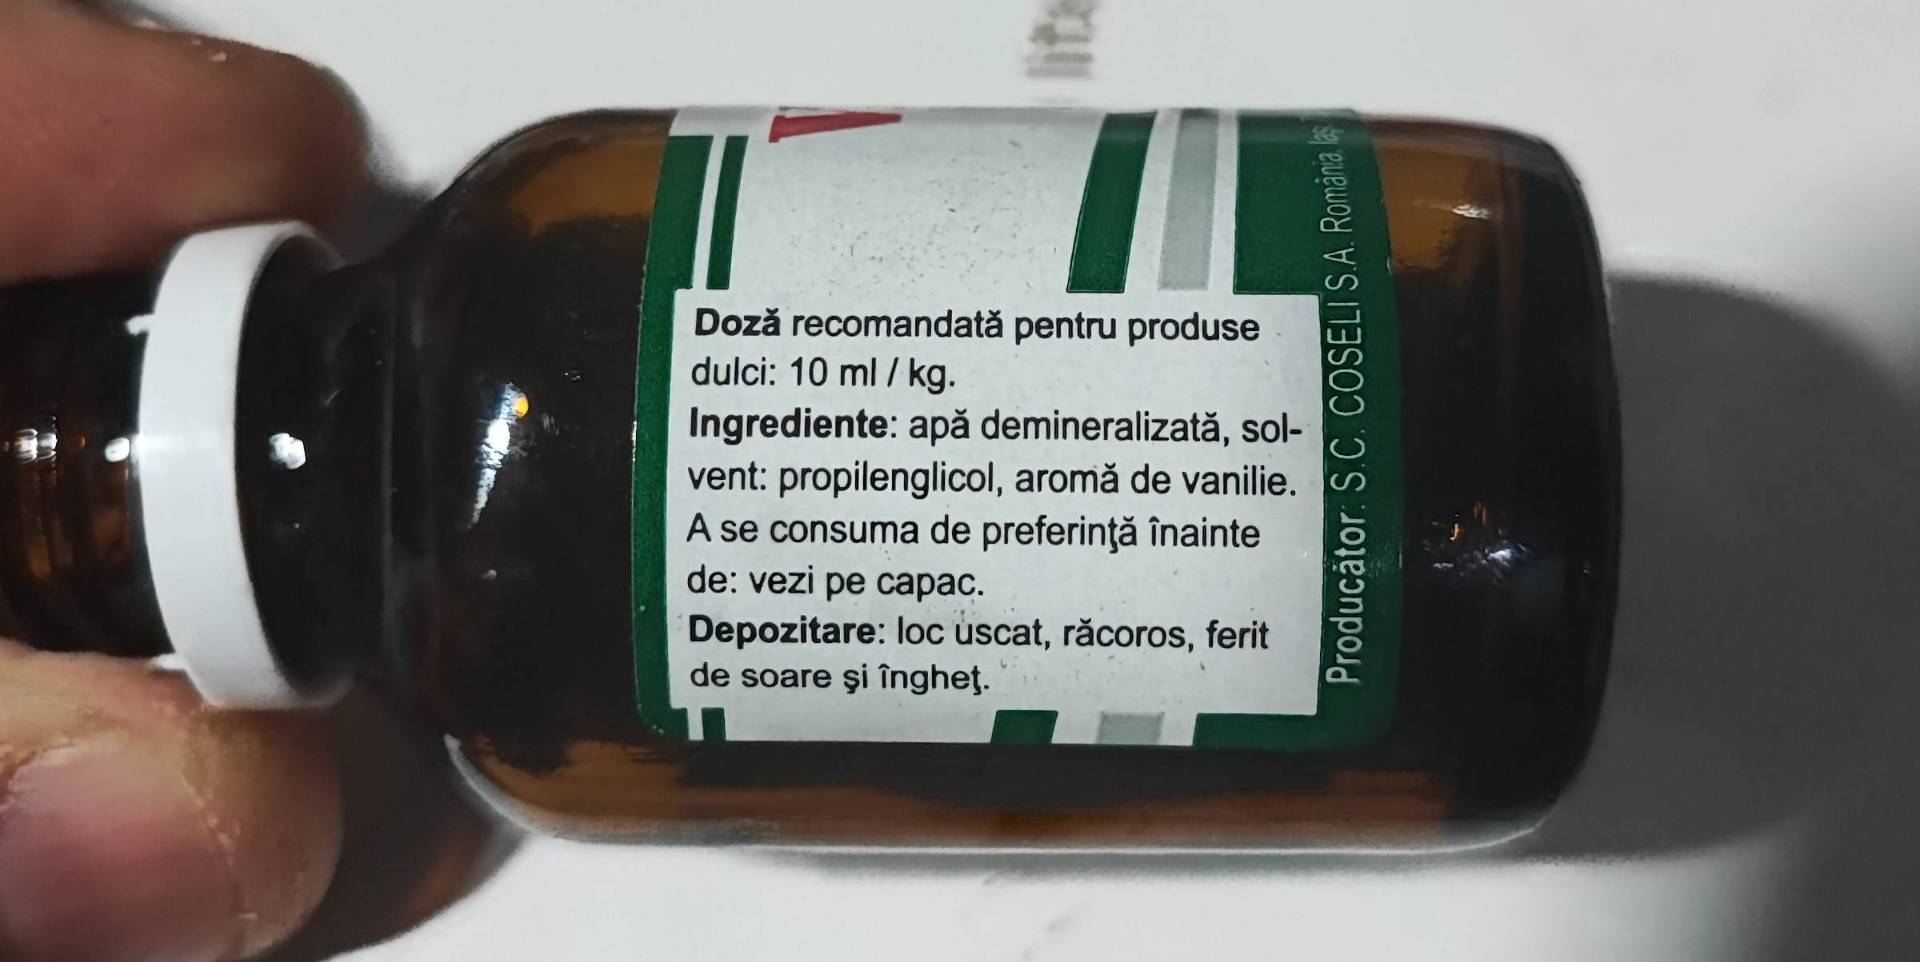 Doză recomandată pentru produse
dulci: 10 ml / kg.
Ingrediente: apă demineralizată, sol-
vent: propilenglicol, aromă de vanilie.
A se consuma de preferinţă înainte
de: vezi pe capac.
Depozitare: loc uscat, răcoros, ferit
de soare şi îngheţ.
Producător: S.C. COSELI S.A. România, Iaşi